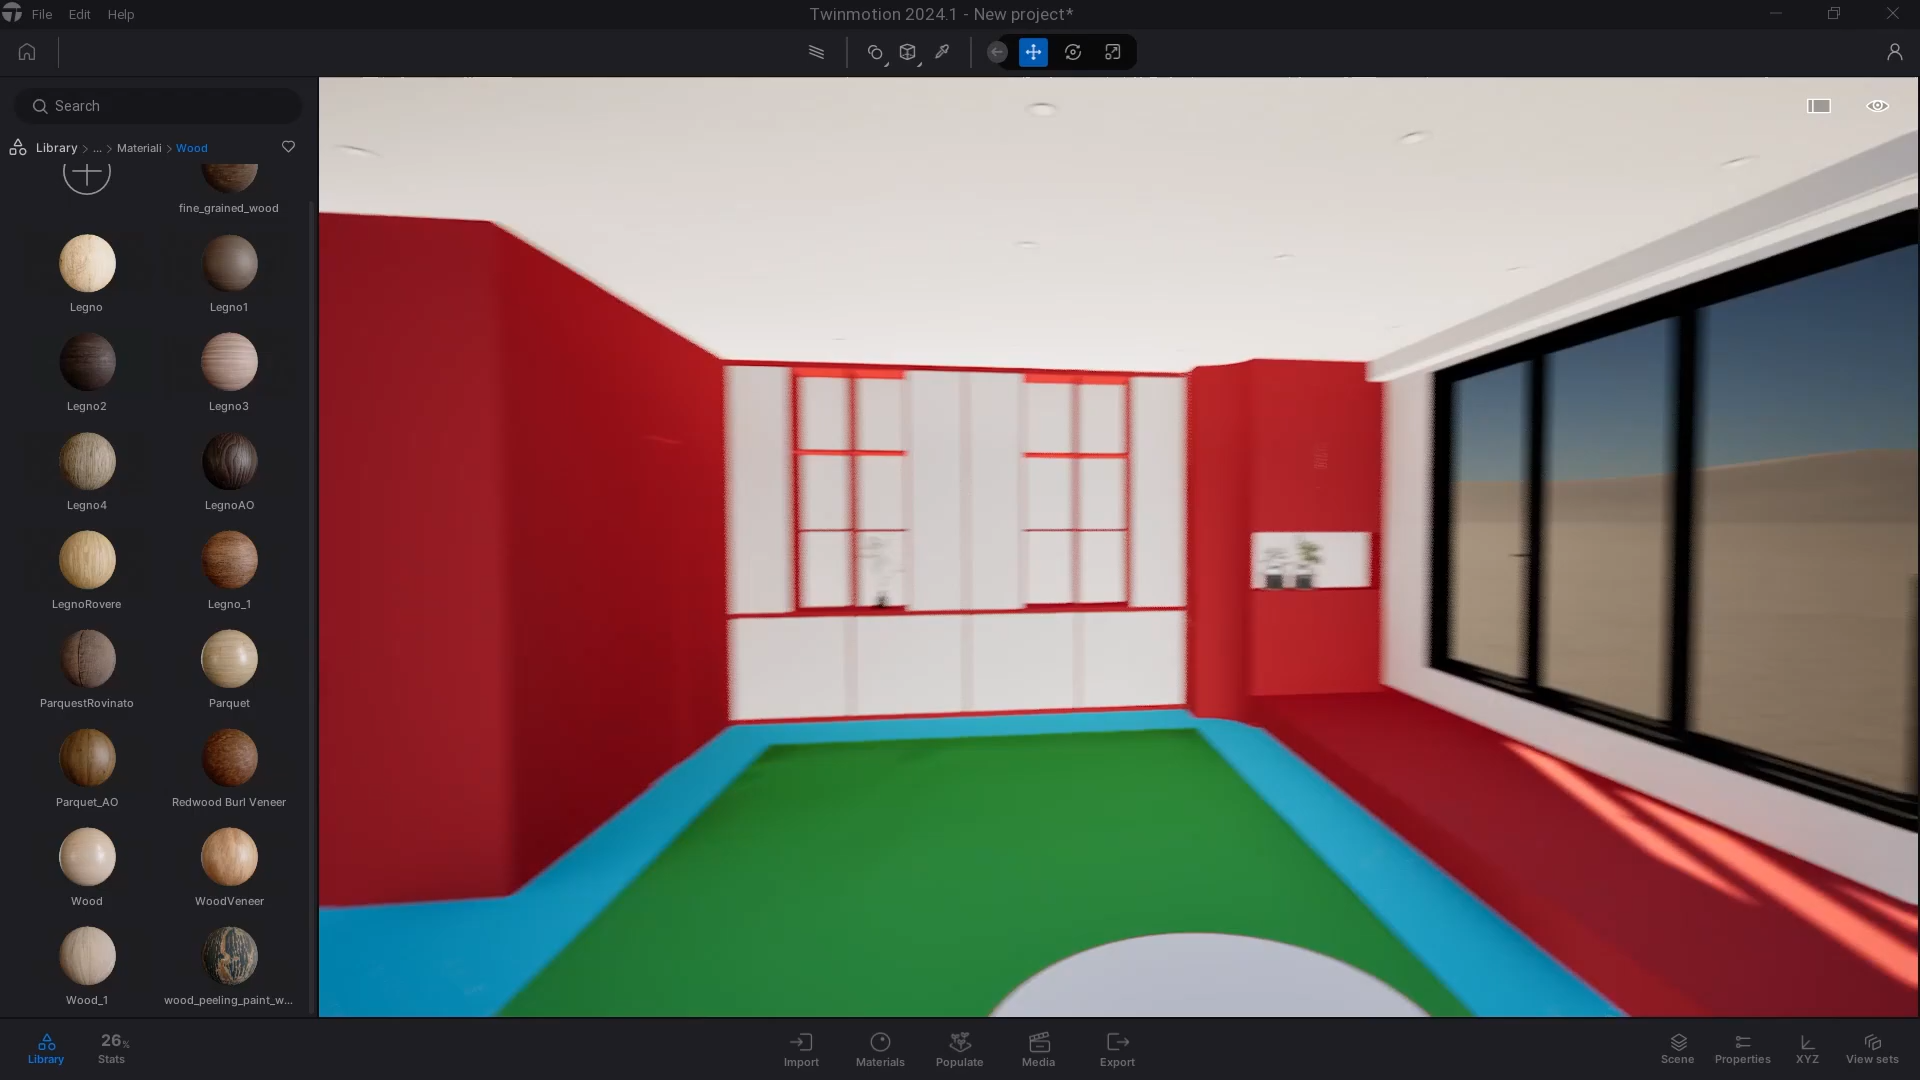 File Edit Help
Twinmotion 2024.1 - New project*
Search
Library > ... > Materiali > Wood
fine_grained_wood
Legno
Legno1
Legno2
Legno3
Legno4
LegnoAO
LegnoRovere
Legno_1
ParquestRovinato
Parquet
Parquet_AO
Redwood Burl Veneer
Wood
WoodVeneer
Wood_1
wood_peeling_paint_w...
Library
26%
Stats
Import
Materials
Populate
Media
Export
Scene
Properties
XYZ
View sets